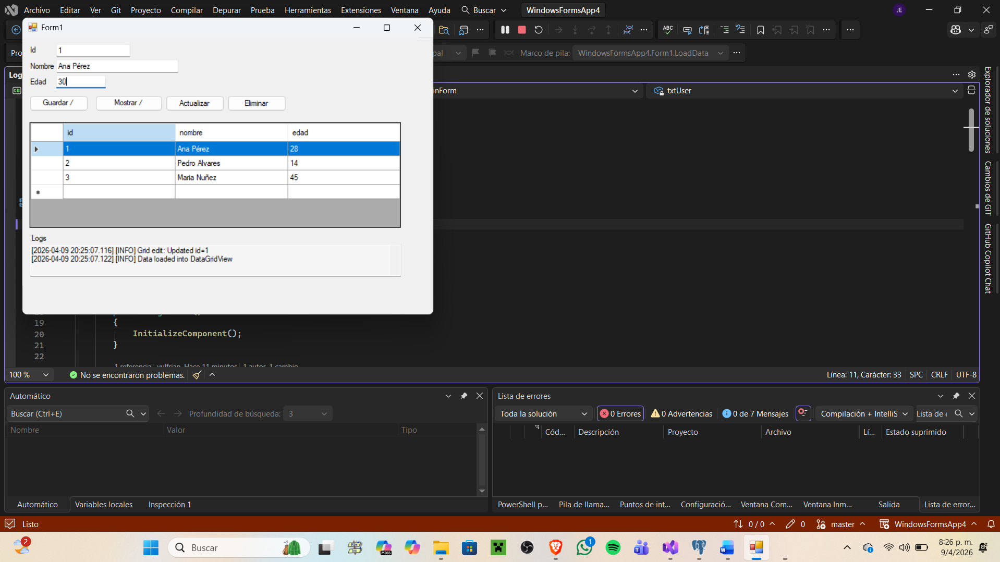 Archivo Editar Ver Git Proyecto Compilar Depurar Prueba Herramientas Extensiones Ventana Ayuda Buscar WindowsFormsApp4 JE
Form1
Id 1
Nombre Ana Pérez
Edad 30
Guardar / Mostrar / Actualizar Eliminar
id nombre edad
1 Ana Pérez 28
2 Pedro Alvares 14
3 Maria Nuñez 45
Logs
[2026-04-09 20:25:07.116] [INFO] Grid edit: Updated id=1
[2026-04-09 20:25:07.122] [INFO] Data loaded into DataGridView
Pro
pal Marco de pila: WindowsFormsApp4.Form1.LoadData
Log
inForm txtUser
Explorador de soluciones
Cambios de GIT
GitHub Copilot Chat
19 {
20 InitializeComponent();
21 }
22
1 referencia | yulfrian, Hace 11 minutos | 1 autor, 1 cambio
100 % No se encontraron problemas. Línea: 11, Carácter: 33 SPC CRLF UTF-8
Automático
Buscar (Ctrl+E) Profundidad de búsqueda: 3
Nombre Valor Tipo
Automático Variables locales Inspección 1
Lista de errores
Toda la solución 0 Errores 0 Advertencias 0 de 7 Mensajes Compilación + IntelliS Lista de e
Cód... Descripción Proyecto Archivo Lí... Estado suprimido
PowerShell p... Pila de llama... Puntos de int... Configuració... Ventana Com... Ventana Inm... Salida Lista de error...
Listo 0 / 0 0 master WindowsFormsApp4
2 Buscar M365 1 8:26 p. m.
9/4/2026